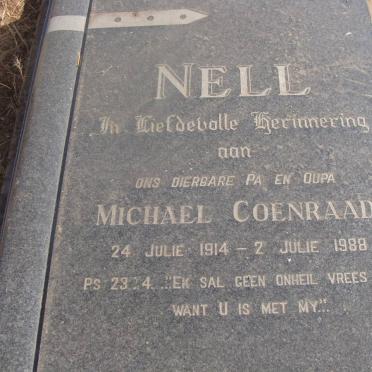 NELL
In Liefdevolle Herinnering
aan
ONS DIERBARE PA EN OUPA
MICHAEL COENRAAD
24 JULIE 1914 – 2 JULIE 1988
PS 23:4. "EK SAL GEEN ONHEIL VREES
WANT U IS MET MY"